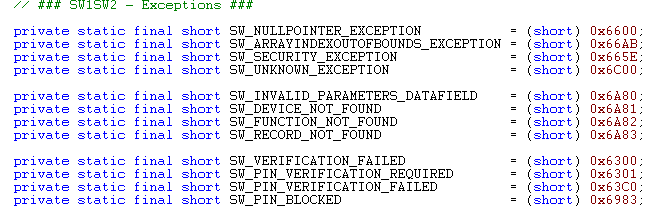 // ### SW1SW2 - Exceptions ###
private static final short SW_NULLPOINTER_EXCEPTION = (short) 0x6600;
private static final short SW_ARRAYINDEXOUTOFBOUNDS_EXCEPTION = (short) 0x66AB;
private static final short SW_SECURITY_EXCEPTION = (short) 0x665E;
private static final short SW_UNKNOWN_EXCEPTION = (short) 0x6C00;
private static final short SW_INVALID_PARAMETERS_DATAFIELD = (short) 0x6A80;
private static final short SW_DEVICE_NOT_FOUND = (short) 0x6A81;
private static final short SW_FUNCTION_NOT_FOUND = (short) 0x6A82;
private static final short SW_RECORD_NOT_FOUND = (short) 0x6A83;
private static final short SW_VERIFICATION_FAILED = (short) 0x6300;
private static final short SW_PIN_VERIFICATION_REQUIRED = (short) 0x6301;
private static final short SW_PIN_VERIFICATION_FAILED = (short) 0x63C0;
private static final short SW_PIN_BLOCKED = (short) 0x6983;